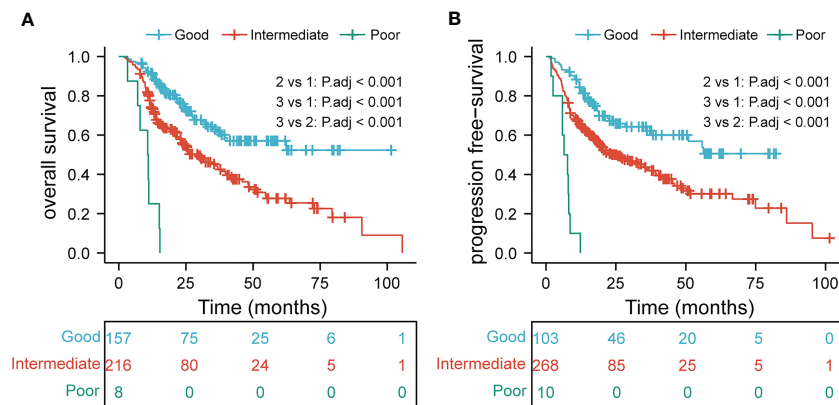 A
Good Intermediate Poor
overall survival
1.0
0.8
0.6
0.4
0.2
0.0
2 vs 1: P.adj < 0.001
3 vs 1: P.adj < 0.001
3 vs 2: P.adj < 0.001
0 25 50 75 100
Time (months)
Good 157 75 25 6 1
Intermediate 216 80 24 5 1
Poor 8 0 0 0 0
B
Good Intermediate Poor
progression free−survival
1.0
0.8
0.6
0.4
0.2
0.0
2 vs 1: P.adj < 0.001
3 vs 1: P.adj < 0.001
3 vs 2: P.adj < 0.001
0 25 50 75 100
Time (months)
Good 103 46 20 5 0
Intermediate 268 85 25 5 1
Poor 10 0 0 0 0